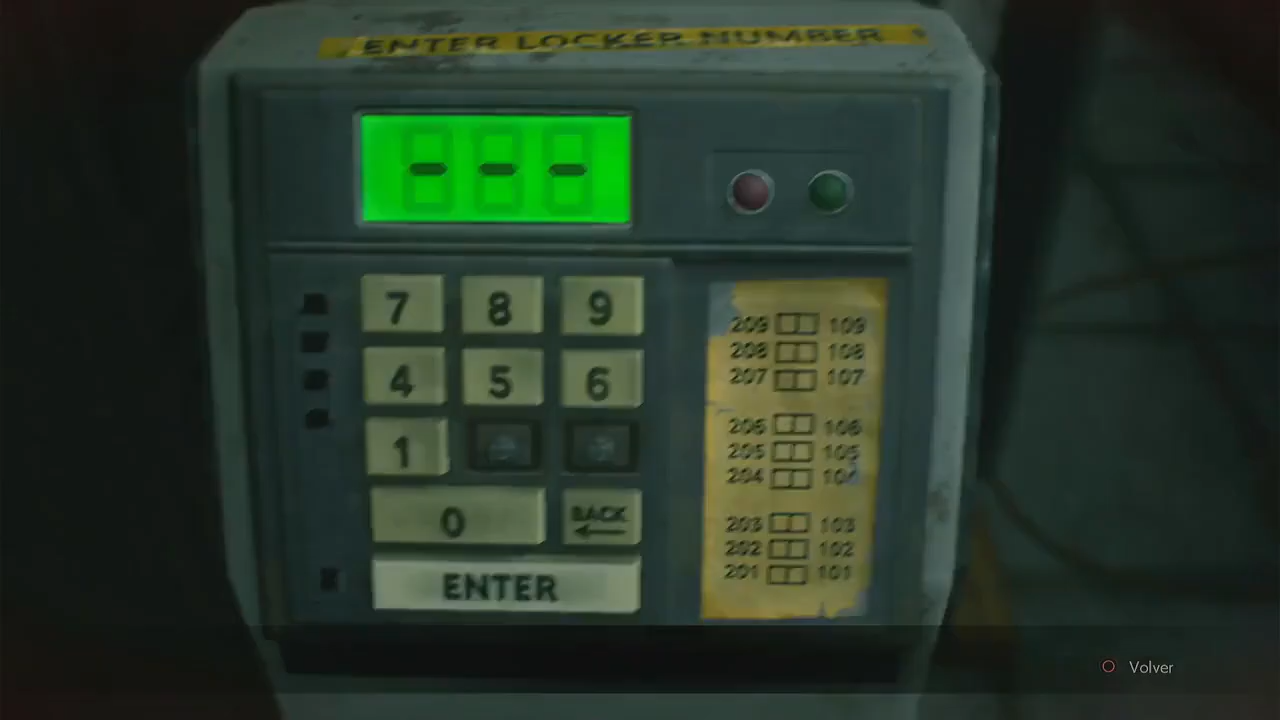 ENTER LOCKER NUMBER
- - -
7 8 9
4 5 6
1
0 BACK
ENTER
209 109
208 108
207 107
206 106
205 105
204 104
203 103
202 102
201 101
Volver